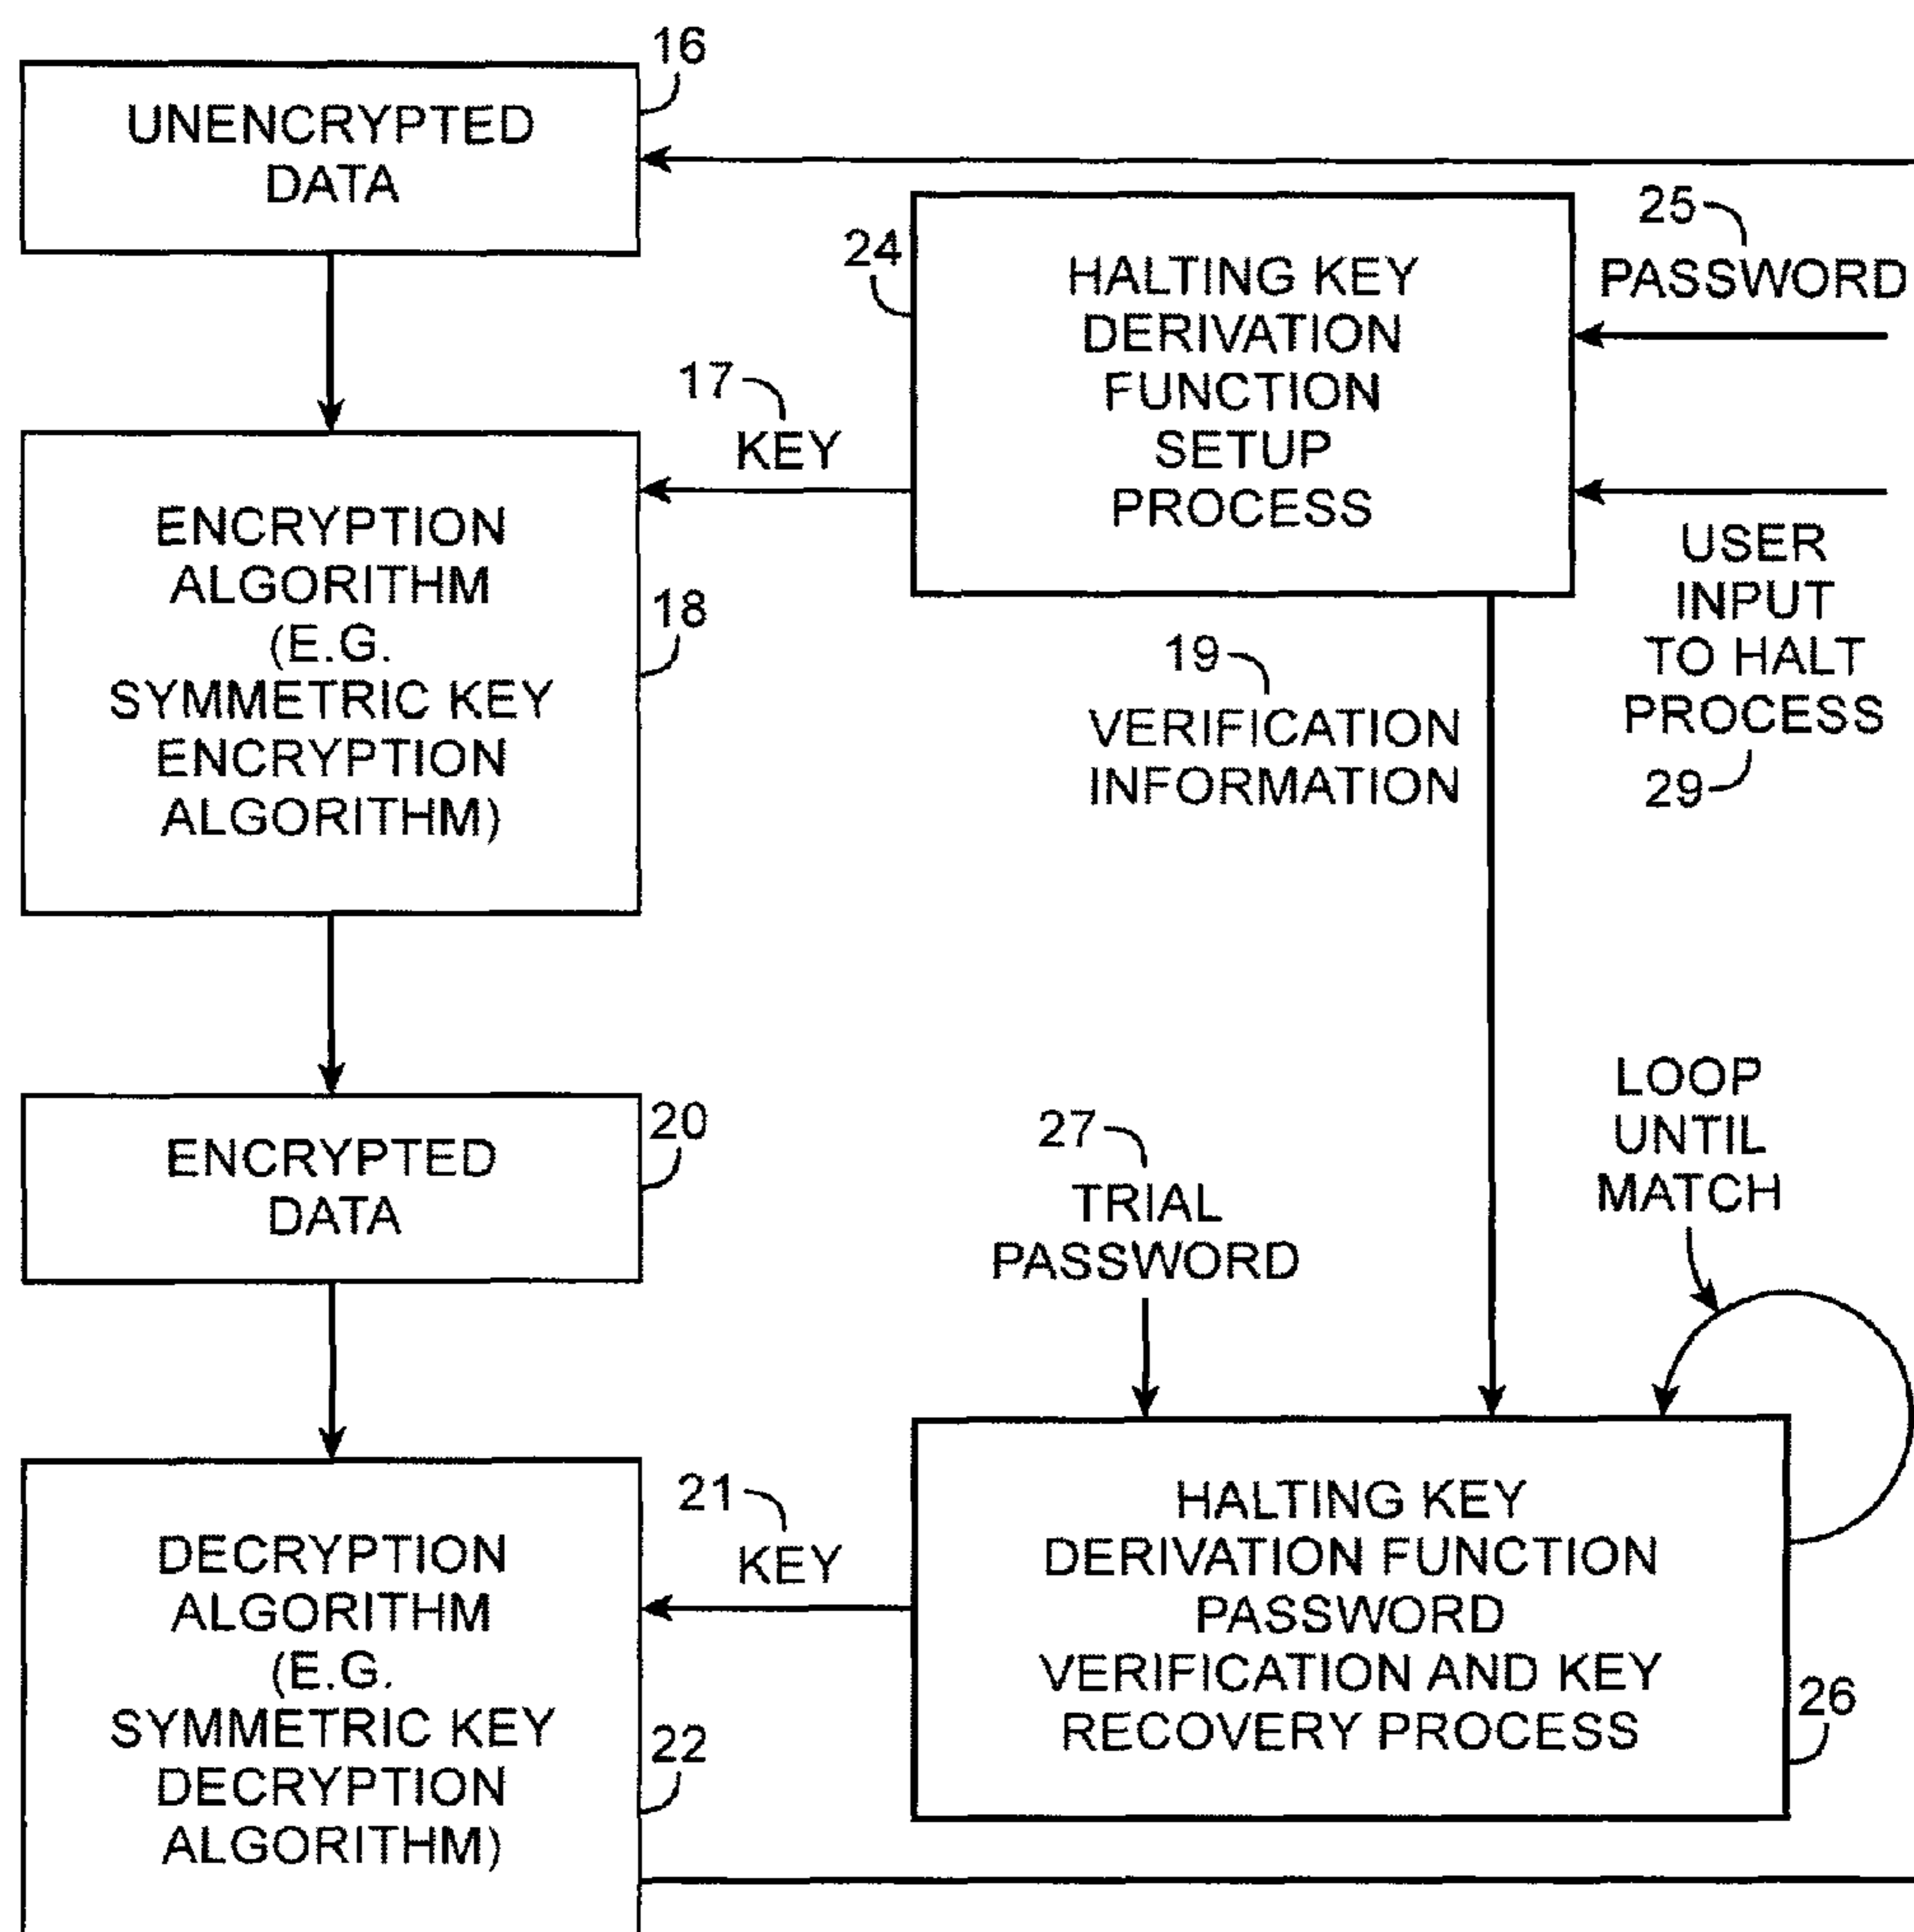 16
UNENCRYPTED
DATA
24
HALTING KEY
DERIVATION
FUNCTION
SETUP
PROCESS
25
PASSWORD
17
KEY
ENCRYPTION
ALGORITHM
(E.G.
SYMMETRIC KEY
ENCRYPTION
ALGORITHM)
18
USER
INPUT
TO HALT
PROCESS
29
19
VERIFICATION
INFORMATION
20
ENCRYPTED
DATA
27
TRIAL
PASSWORD
LOOP
UNTIL
MATCH
21
KEY
DECRYPTION
ALGORITHM
(E.G.
SYMMETRIC KEY
DECRYPTION
ALGORITHM)
22
HALTING KEY
DERIVATION FUNCTION
PASSWORD
VERIFICATION AND KEY
RECOVERY PROCESS
26